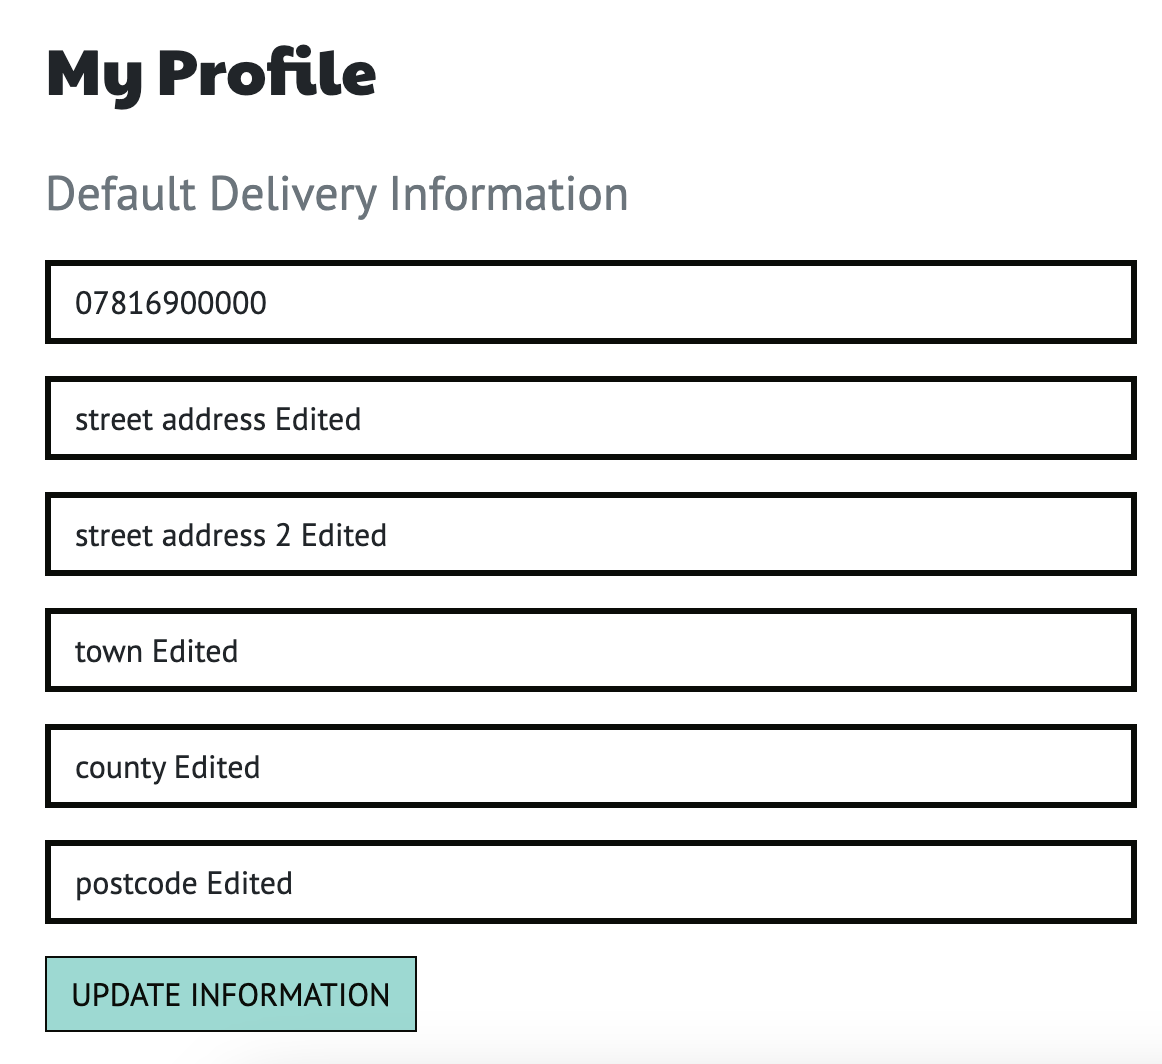 My Profile
Default Delivery Information
07816900000
street address Edited
street address 2 Edited
town Edited
county Edited
postcode Edited
UPDATE INFORMATION